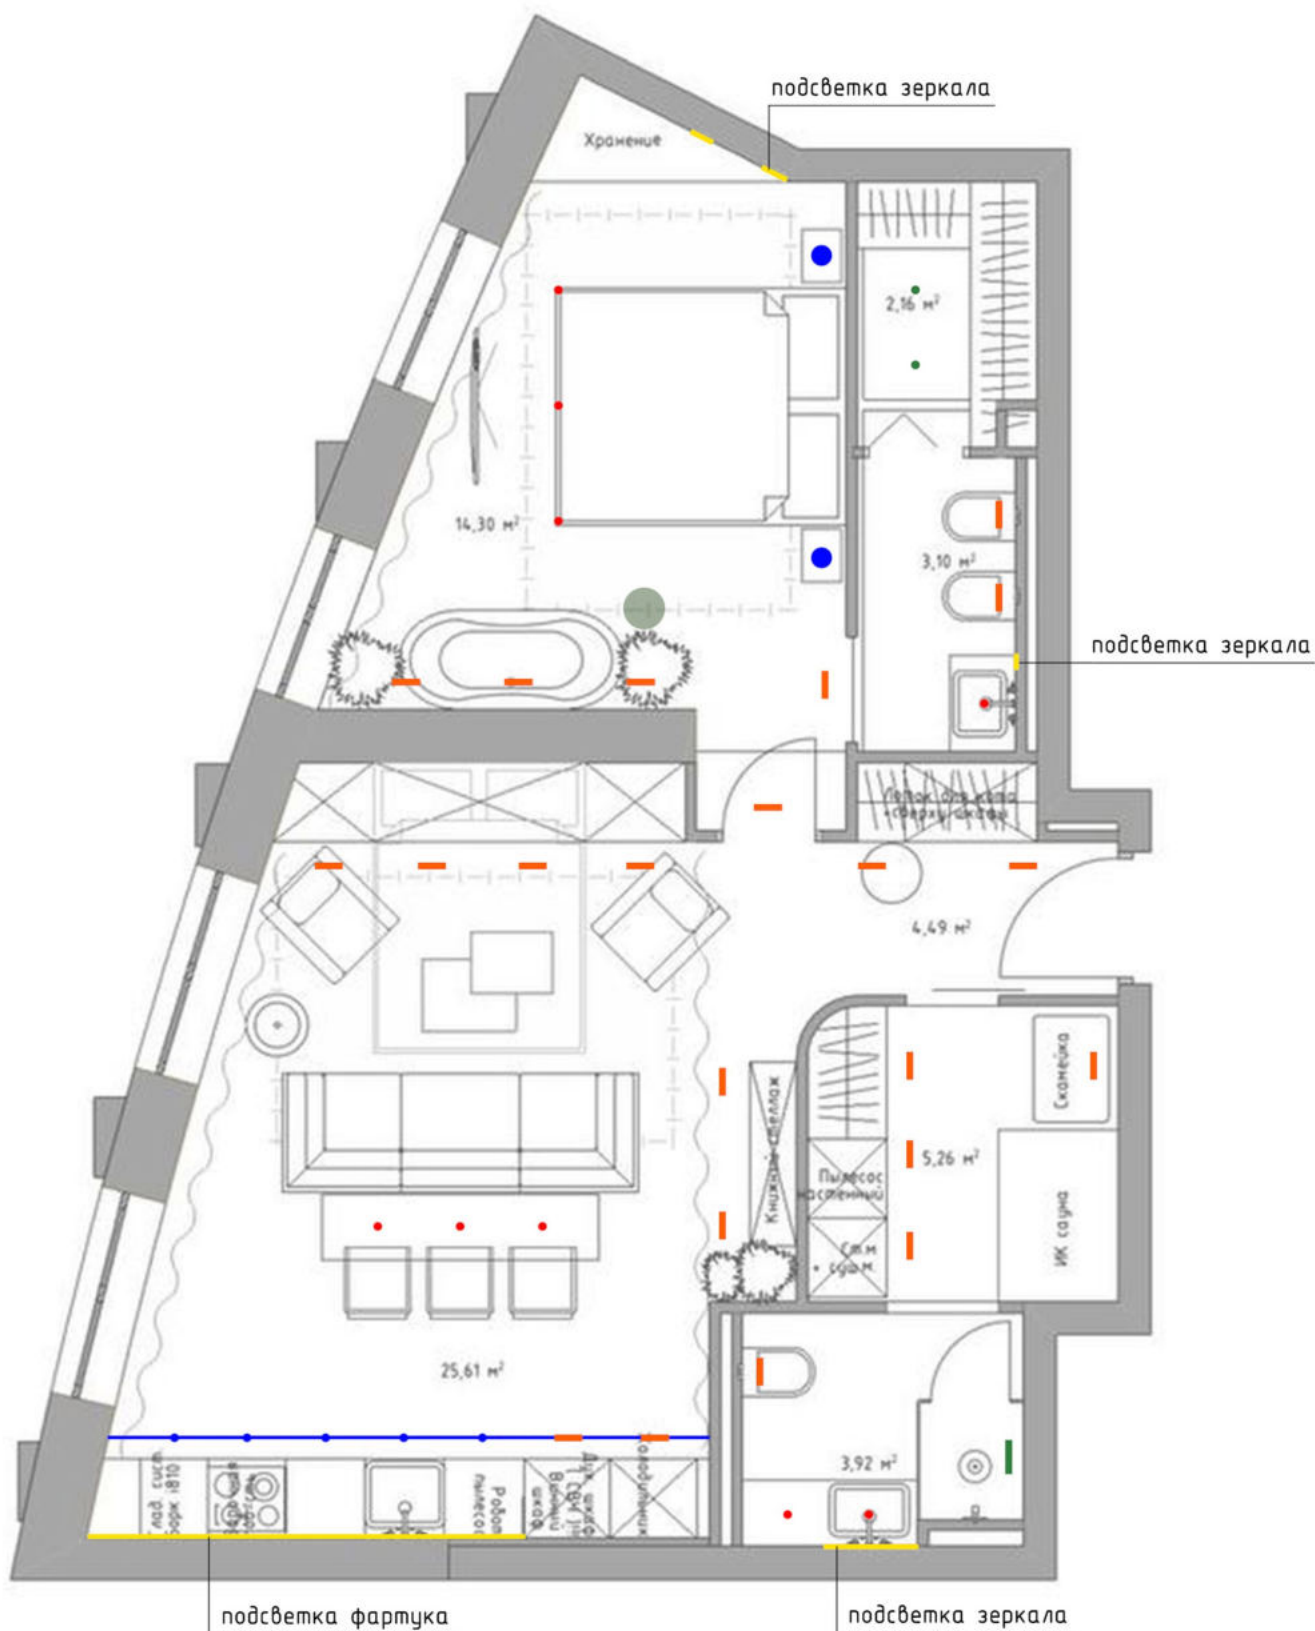 подсветка зеркала
Хранение
2,16 м²
14,30 м²
3,10 м²
подсветка зеркала
Лоток для кота
+сверху шкафы
4,49 м²
Скамейка
Книжный стеллаж
5,26 м²
Пылесос
настенный
Ст.м
+ суш.м.
ИК сауна
25,61 м²
3,92 м²
Робот
пылесос
Винный
шкаф
Холодильник
подсветка фартука
подсветка зеркала